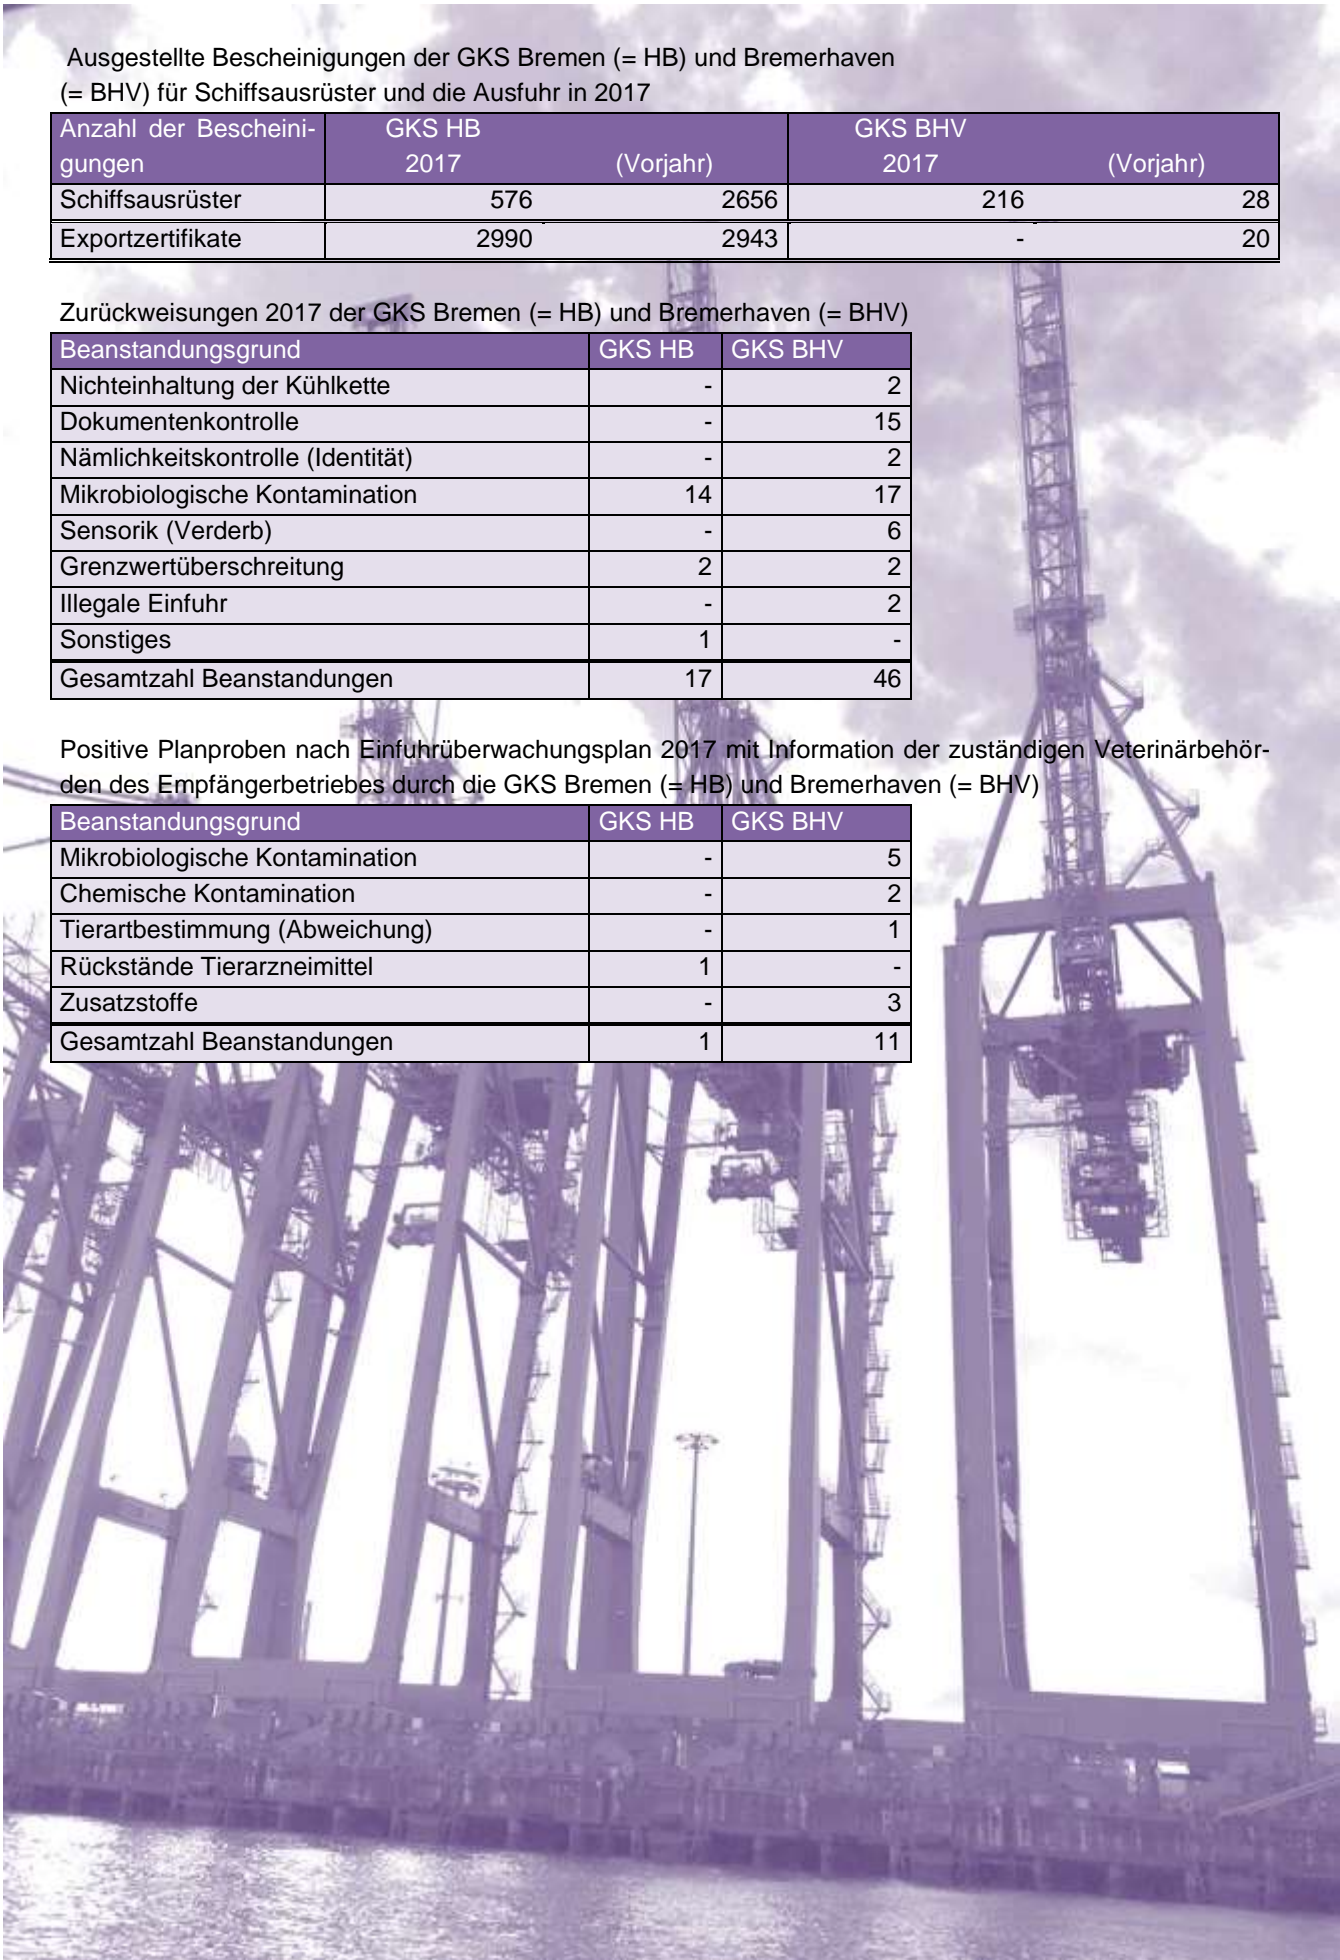 Ausgestellte Bescheinigungen der GKS Bremen (= HB) und Bremerhaven
(= BHV) für Schiffsausrüster und die Ausfuhr in 2017
Anzahl der Bescheini- GKS HB GKS BHV
gungen 2017 (Vorjahr) 2017 (Vorjahr)
Schiffsausrüster 576 2656 216 28
Exportzertifikate 2990 2943 - 20
Zurückweisungen 2017 der GKS Bremen (= HB) und Bremerhaven (= BHV)
Beanstandungsgrund GKS HB GKS BHV
Nichteinhaltung der Kühlkette - 2
Dokumentenkontrolle - 15
Nämlichkeitskontrolle (Identität) - 2
Mikrobiologische Kontamination 14 17
Sensorik (Verderb) - 6
Grenzwertüberschreitung 2 2
Illegale Einfuhr - 2
Sonstiges 1 -
Gesamtzahl Beanstandungen 17 46
Positive Planproben nach Einfuhrüberwachungsplan 2017 mit Information der zuständigen Veterinärbehör-
den des Empfängerbetriebes durch die GKS Bremen (= HB) und Bremerhaven (= BHV)
Beanstandungsgrund GKS HB GKS BHV
Mikrobiologische Kontamination - 5
Chemische Kontamination - 2
Tierartbestimmung (Abweichung) - 1
Rückstände Tierarzneimittel 1 -
Zusatzstoffe - 3
Gesamtzahl Beanstandungen 1 11